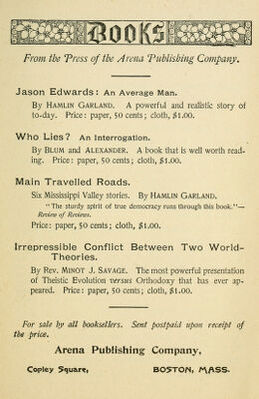 BOOKS
From the Press of the Arena Publishing Company.
Jason Edwards: An Average Man.
By HAMLIN GARLAND. A powerful and realistic story of
to-day. Price: paper, 50 cents; cloth, $1.00.
Who Lies? An Interrogation.
By BLUM and ALEXANDER. A book that is well worth read-
ing. Price: paper, 50 cents; cloth, $1.00.
Main Travelled Roads.
Six Mississippi Valley stories. By HAMLIN GARLAND.
"The sturdy spirit of true democracy runs through this book."—
Review of Reviews.
Price: paper, 50 cents; cloth, $1.00.
Irrepressible Conflict Between Two World-
Theories.
By Rev. MINOT J. SAVAGE. The most powerful presentation
of Theistic Evolution versus Orthodoxy that has ever ap-
peared. Price: paper, 50 cents; cloth, $1.00.
For sale by all booksellers. Sent postpaid upon receipt of
the price.
Arena Publishing Company,
Copley Square, BOSTON, MASS.